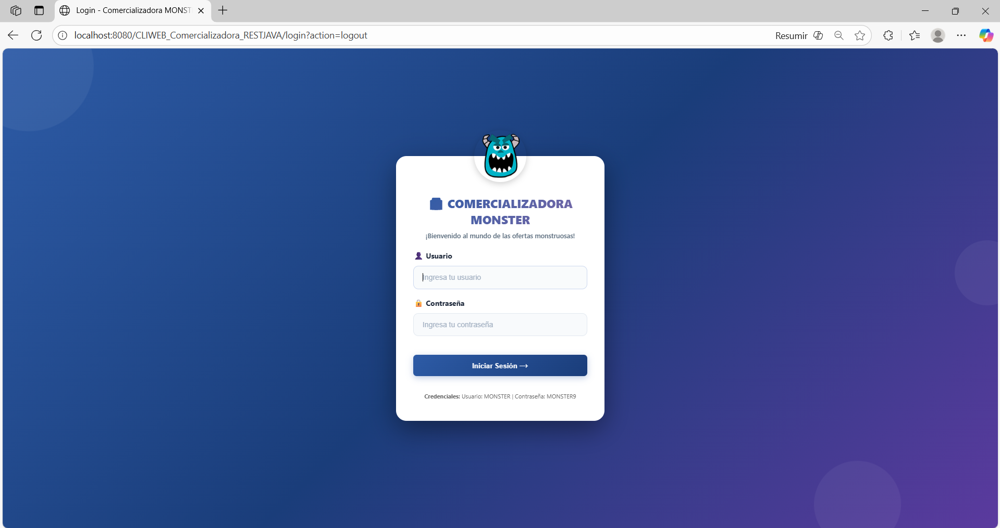 Login - Comercializadora MONST
localhost:8080/CLIWEB_Comercializadora_RESTJAVA/login?action=logout
Resumir
COMERCIALIZADORA
MONSTER
¡Bienvenido al mundo de las ofertas monstruosas!
Usuario
Ingresa tu usuario
Contraseña
Ingresa tu contraseña
Iniciar Sesión →
Credenciales: Usuario: MONSTER | Contraseña: MONSTER9